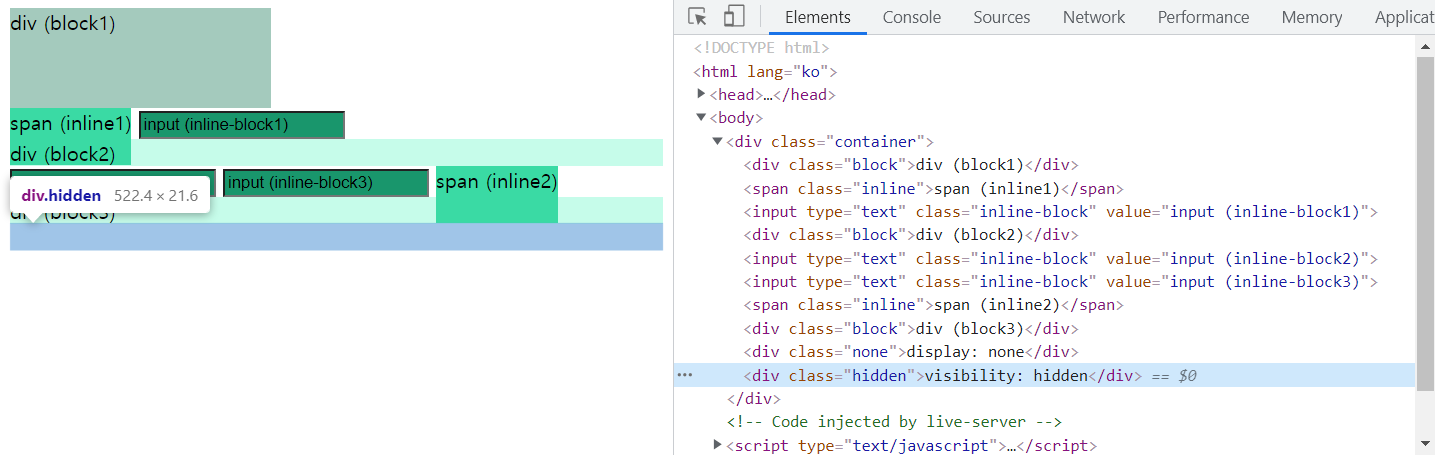 div (block1)
span (inline1) input (inline-block1)
div (block2)
input (inline-block3) span (inline2)
div.hidden 522.4 × 21.6
div (block3)
Elements Console Sources Network Performance Memory Applicat
<!DOCTYPE html>
<html lang="ko">
<head>…</head>
<body>
<div class="container">
<div class="block">div (block1)</div>
<span class="inline">span (inline1)</span>
<input type="text" class="inline-block" value="input (inline-block1)">
<div class="block">div (block2)</div>
<input type="text" class="inline-block" value="input (inline-block2)">
<input type="text" class="inline-block" value="input (inline-block3)">
<span class="inline">span (inline2)</span>
<div class="block">div (block3)</div>
<div class="none">display: none</div>
<div class="hidden">visibility: hidden</div> == $0
</div>
<!-- Code injected by live-server -->
<script type="text/javascript">…</script>